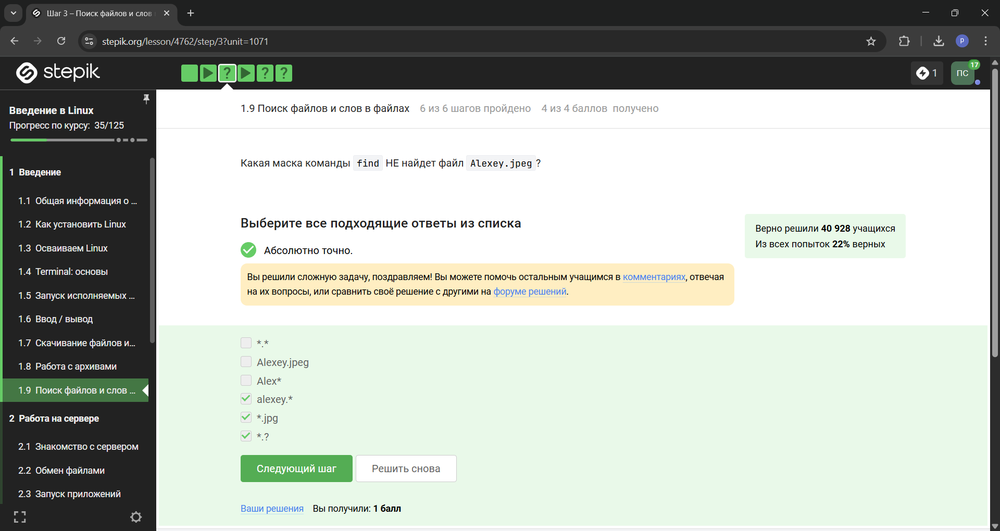 Шаг 3 – Поиск файлов и слов
stepik.org/lesson/4762/step/3?unit=1071
P
stepik
?
?
?
1
ПС
17
Введение в Linux
Прогресс по курсу: 35/125
1 Введение
1.1 Общая информация о ...
1.2 Как установить Linux
1.3 Осваиваем Linux
1.4 Terminal: основы
1.5 Запуск исполняемых ...
1.6 Ввод / вывод
1.7 Скачивание файлов и...
1.8 Работа с архивами
1.9 Поиск файлов и слов ...
2 Работа на сервере
2.1 Знакомство с сервером
2.2 Обмен файлами
2.3 Запуск приложений
1.9 Поиск файлов и слов в файлах 6 из 6 шагов пройдено 4 из 4 баллов получено
Какая маска команды find НЕ найдет файл Alexey.jpeg ?
Выберите все подходящие ответы из списка
Абсолютно точно.
Вы решили сложную задачу, поздравляем! Вы можете помочь остальным учащимся в комментариях, отвечая
на их вопросы, или сравнить своё решение с другими на форуме решений.
Верно решили 40 928 учащихся
Из всех попыток 22% верных
*.*
Alexey.jpeg
Alex*
alexey.*
*.jpg
*.?
Следующий шаг
Решить снова
Ваши решения Вы получили: 1 балл